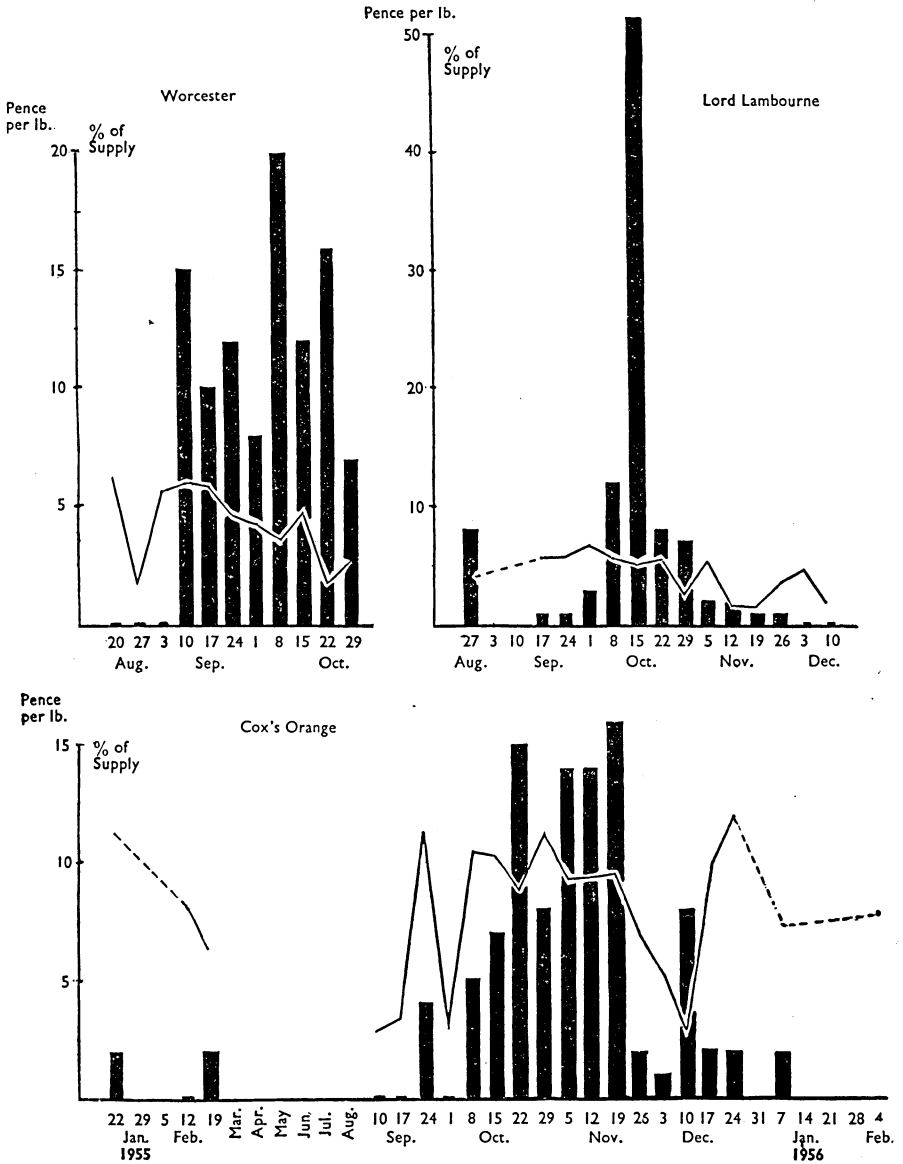 Pence per lb.
50
% of
Supply
40
30
20
10
Lord Lambourne
27 3 10 17 24 1 8 15 22 29 5 12 19 26 3 10
Aug. Sep. Oct. Nov. Dec.
Worcester
Pence
per lb.
% of
Supply
20
15
10
5
20 27 3 10 17 24 1 8 15 22 29
Aug. Sep. Oct.
Pence
per lb.
Cox's Orange
% of
Supply
15
10
5
22 29 5 12 19 Mar. Apr. May Jun, Jul. Aug. 10 17 24 1 8 15 22 29 5 12 19 26 3 10 17 24 31 7 14 21 28 4
Jan. Feb. Sep. Oct. Nov. Dec. Jan. Feb.
1955 1956